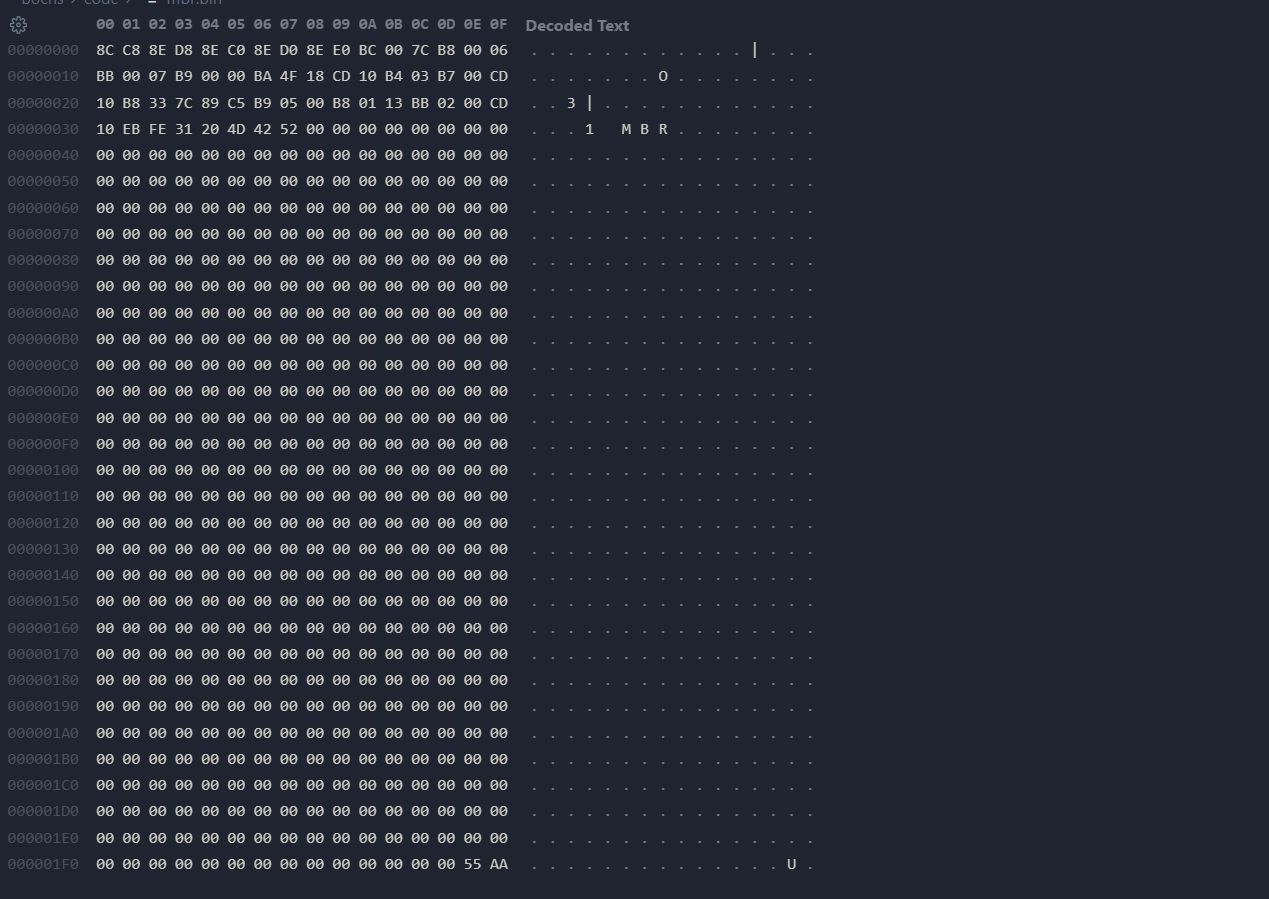 bochs > code > mbr.bin
00 01 02 03 04 05 06 07 08 09 0A 0B 0C 0D 0E 0F Decoded Text
00000000 8C C8 8E D8 8E C0 8E D0 8E E0 BC 00 7C B8 00 06 . . . . . . . . . . . . | . . .
00000010 BB 00 07 B9 00 00 BA 4F 18 CD 10 B4 03 B7 00 CD . . . . . . . O . . . . . . . .
00000020 10 B8 33 7C 89 C5 B9 05 00 B8 01 13 BB 02 00 CD . . 3 | . . . . . . . . . . . .
00000030 10 EB FE 31 20 4D 42 52 00 00 00 00 00 00 00 00 . . . 1 M B R . . . . . . . .
00000040 00 00 00 00 00 00 00 00 00 00 00 00 00 00 00 00 . . . . . . . . . . . . . . . .
00000050 00 00 00 00 00 00 00 00 00 00 00 00 00 00 00 00 . . . . . . . . . . . . . . . .
00000060 00 00 00 00 00 00 00 00 00 00 00 00 00 00 00 00 . . . . . . . . . . . . . . . .
00000070 00 00 00 00 00 00 00 00 00 00 00 00 00 00 00 00 . . . . . . . . . . . . . . . .
00000080 00 00 00 00 00 00 00 00 00 00 00 00 00 00 00 00 . . . . . . . . . . . . . . . .
00000090 00 00 00 00 00 00 00 00 00 00 00 00 00 00 00 00 . . . . . . . . . . . . . . . .
000000A0 00 00 00 00 00 00 00 00 00 00 00 00 00 00 00 00 . . . . . . . . . . . . . . . .
000000B0 00 00 00 00 00 00 00 00 00 00 00 00 00 00 00 00 . . . . . . . . . . . . . . . .
000000C0 00 00 00 00 00 00 00 00 00 00 00 00 00 00 00 00 . . . . . . . . . . . . . . . .
000000D0 00 00 00 00 00 00 00 00 00 00 00 00 00 00 00 00 . . . . . . . . . . . . . . . .
000000E0 00 00 00 00 00 00 00 00 00 00 00 00 00 00 00 00 . . . . . . . . . . . . . . . .
000000F0 00 00 00 00 00 00 00 00 00 00 00 00 00 00 00 00 . . . . . . . . . . . . . . . .
00000100 00 00 00 00 00 00 00 00 00 00 00 00 00 00 00 00 . . . . . . . . . . . . . . . .
00000110 00 00 00 00 00 00 00 00 00 00 00 00 00 00 00 00 . . . . . . . . . . . . . . . .
00000120 00 00 00 00 00 00 00 00 00 00 00 00 00 00 00 00 . . . . . . . . . . . . . . . .
00000130 00 00 00 00 00 00 00 00 00 00 00 00 00 00 00 00 . . . . . . . . . . . . . . . .
00000140 00 00 00 00 00 00 00 00 00 00 00 00 00 00 00 00 . . . . . . . . . . . . . . . .
00000150 00 00 00 00 00 00 00 00 00 00 00 00 00 00 00 00 . . . . . . . . . . . . . . . .
00000160 00 00 00 00 00 00 00 00 00 00 00 00 00 00 00 00 . . . . . . . . . . . . . . . .
00000170 00 00 00 00 00 00 00 00 00 00 00 00 00 00 00 00 . . . . . . . . . . . . . . . .
00000180 00 00 00 00 00 00 00 00 00 00 00 00 00 00 00 00 . . . . . . . . . . . . . . . .
00000190 00 00 00 00 00 00 00 00 00 00 00 00 00 00 00 00 . . . . . . . . . . . . . . . .
000001A0 00 00 00 00 00 00 00 00 00 00 00 00 00 00 00 00 . . . . . . . . . . . . . . . .
000001B0 00 00 00 00 00 00 00 00 00 00 00 00 00 00 00 00 . . . . . . . . . . . . . . . .
000001C0 00 00 00 00 00 00 00 00 00 00 00 00 00 00 00 00 . . . . . . . . . . . . . . . .
000001D0 00 00 00 00 00 00 00 00 00 00 00 00 00 00 00 00 . . . . . . . . . . . . . . . .
000001E0 00 00 00 00 00 00 00 00 00 00 00 00 00 00 00 00 . . . . . . . . . . . . . . . .
000001F0 00 00 00 00 00 00 00 00 00 00 00 00 00 00 55 AA . . . . . . . . . . . . . . U .